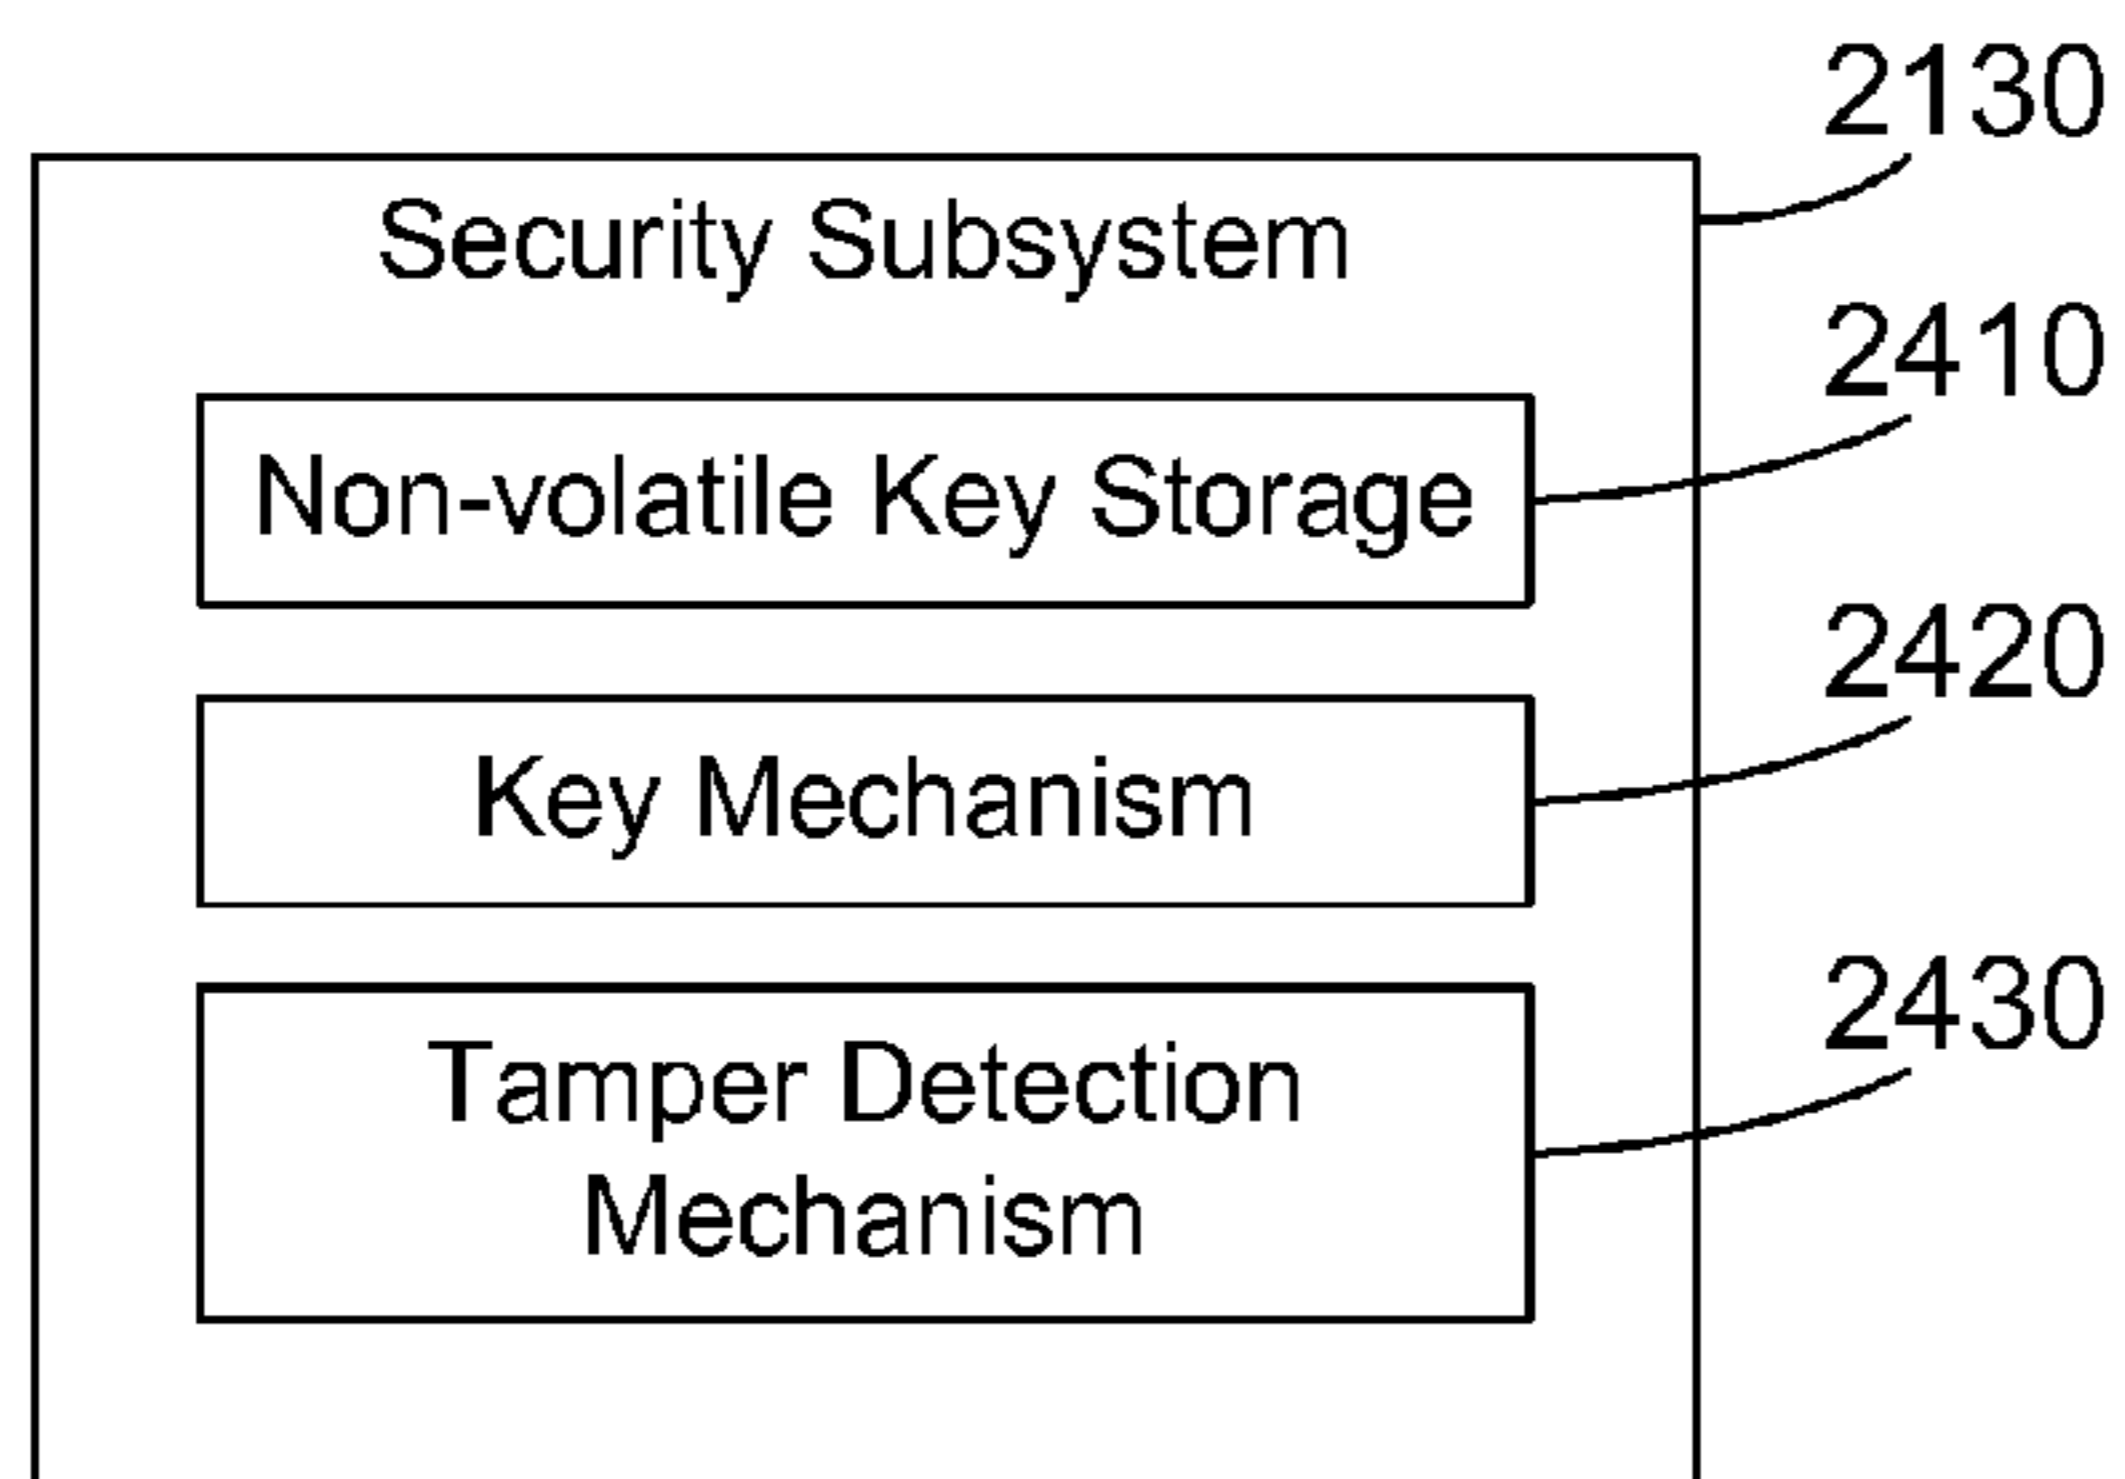 2130
Security Subsystem
2410
Non-volatile Key Storage
2420
Key Mechanism
2430
Tamper Detection
Mechanism